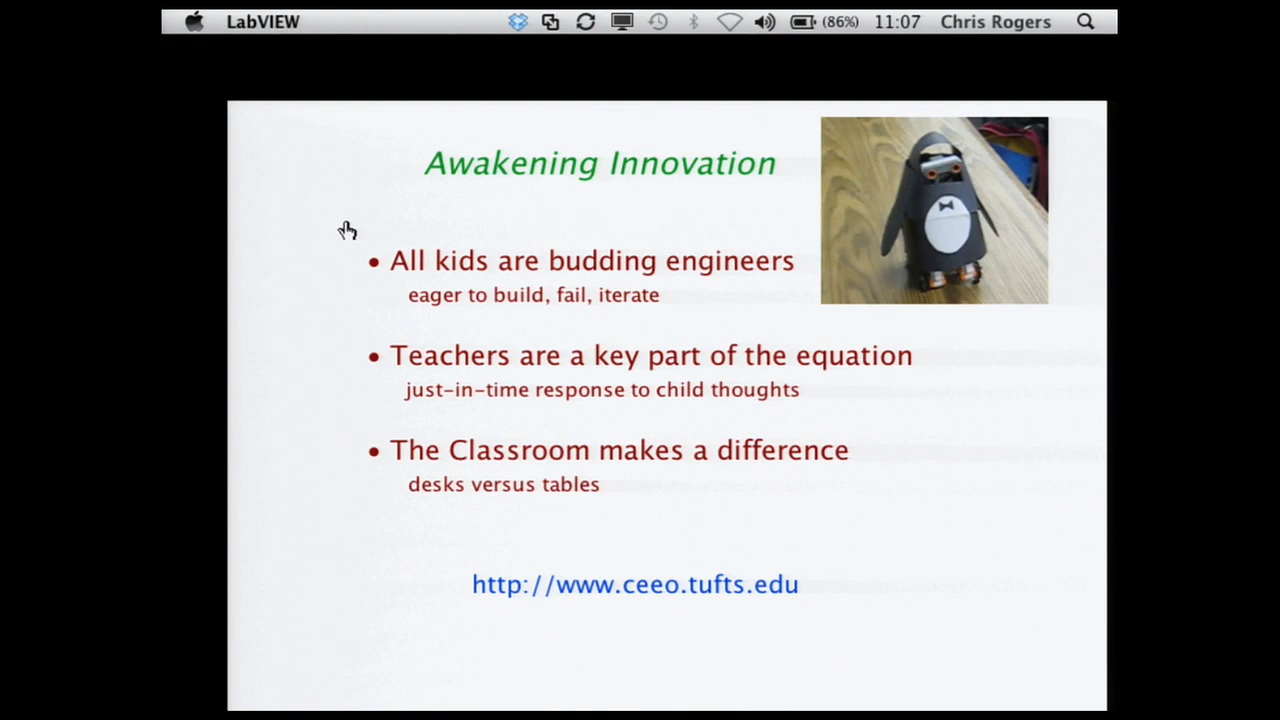 LabVIEW (86%) 11:07 Chris Rogers
Awakening Innovation
• All kids are budding engineers
eager to build, fail, iterate
• Teachers are a key part of the equation
just-in-time response to child thoughts
• The Classroom makes a difference
desks versus tables
http://www.ceeo.tufts.edu